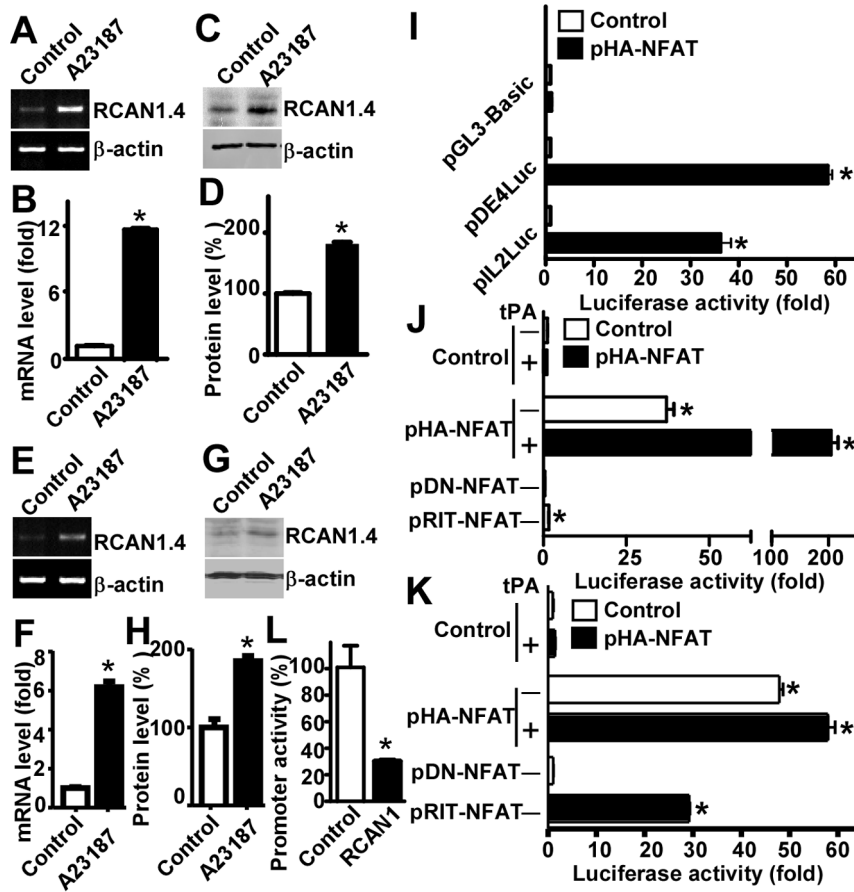 A
Control
A23187
RCAN1.4
β-actin
B
mRNA level (fold)
12
6
0
Control
A23187
C
Control
A23187
RCAN1.4
β-actin
D
Protein level (% )
200
100
0
Control
A23187
E
Control
A23187
RCAN1.4
β-actin
F
mRNA level (fold)
8
6
4
2
0
Control
A23187
G
Control
A23187
RCAN1.4
β-actin
H
Protein level (% )
200
100
0
Control
A23187
L
Promoter activity (%)
100
80
60
40
20
0
Control
RCAN1
I
Control
pHA-NFAT
pGL3-Basic
pDE4Luc
pIL2Luc
0 10 20 30 40 50 60
Luciferase activity (fold)
J
tPA
Control
pHA-NFAT
Control
—
+
pHA-NFAT
—
+
pDN-NFAT—
pRIT-NFAT—
0 25 50 100 200
Luciferase activity (fold)
K
tPA
Control
pHA-NFAT
Control
—
+
pHA-NFAT
—
+
pDN-NFAT—
pRIT-NFAT—
0 10 20 30 40 50 60
Luciferase activity (fold)